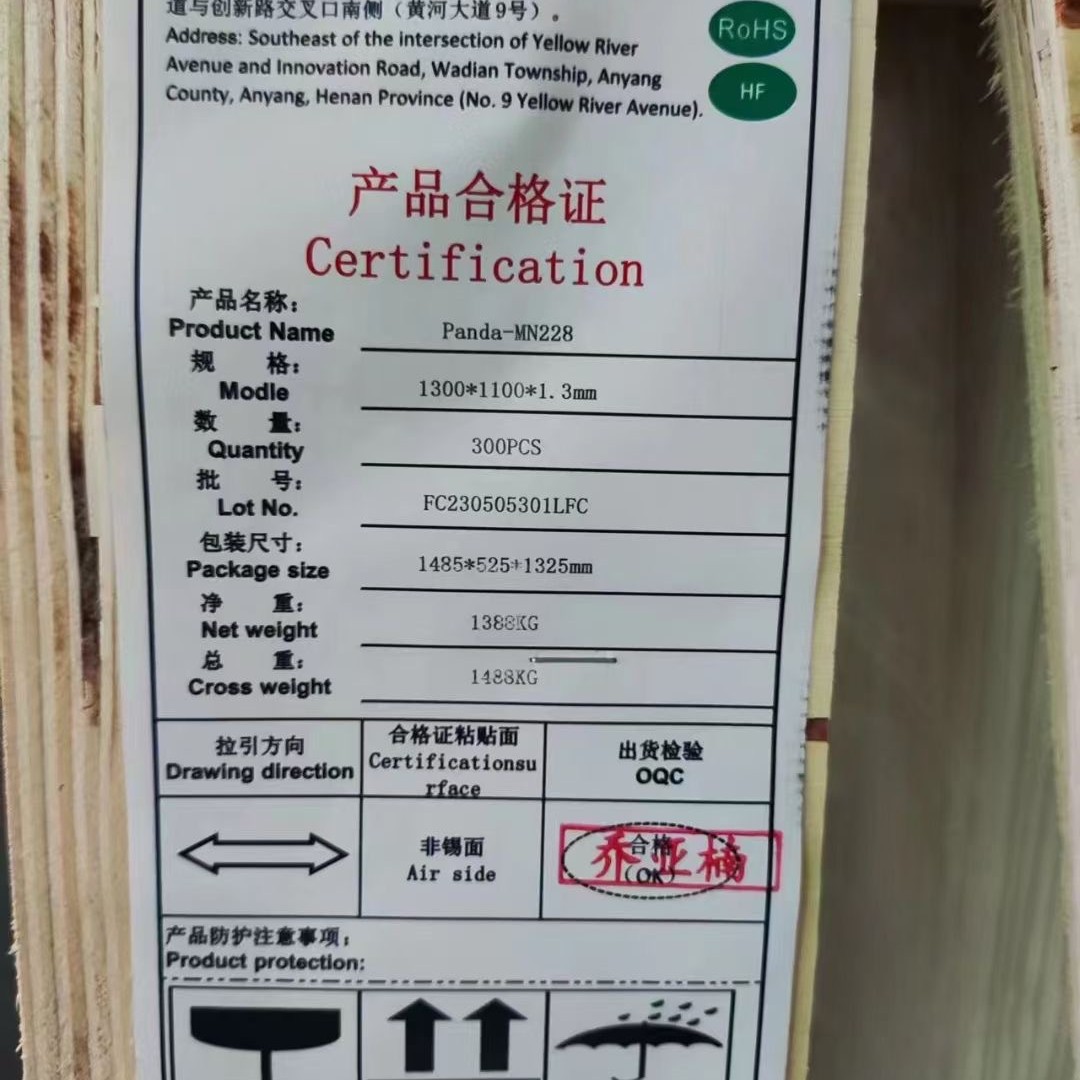 道与创新路交叉口南侧（黄河大道9号）。
Address: Southeast of the intersection of Yellow River
Avenue and Innovation Road, Wadian Township, Anyang
County, Anyang, Henan Province (No. 9 Yellow River Avenue).
RoHS
HF
产品合格证
Certification
产品名称：
Product Name Panda-MN228
规 格：
Modle 1300*1100*1.3mm
数 量：
Quantity 300PCS
批 号：
Lot No. FC230505301LFC
包装尺寸：
Package size 1485*525*1325mm
净 重：
Net weight 1388KG
总 重：
Cross weight 1488KG
拉引方向
Drawing direction
合格证粘贴面
Certificationsu
rface
出货检验
OQC
非锡面
Air side
合格
(OK)
乔亚楠
产品防护注意事项：
Product protection: